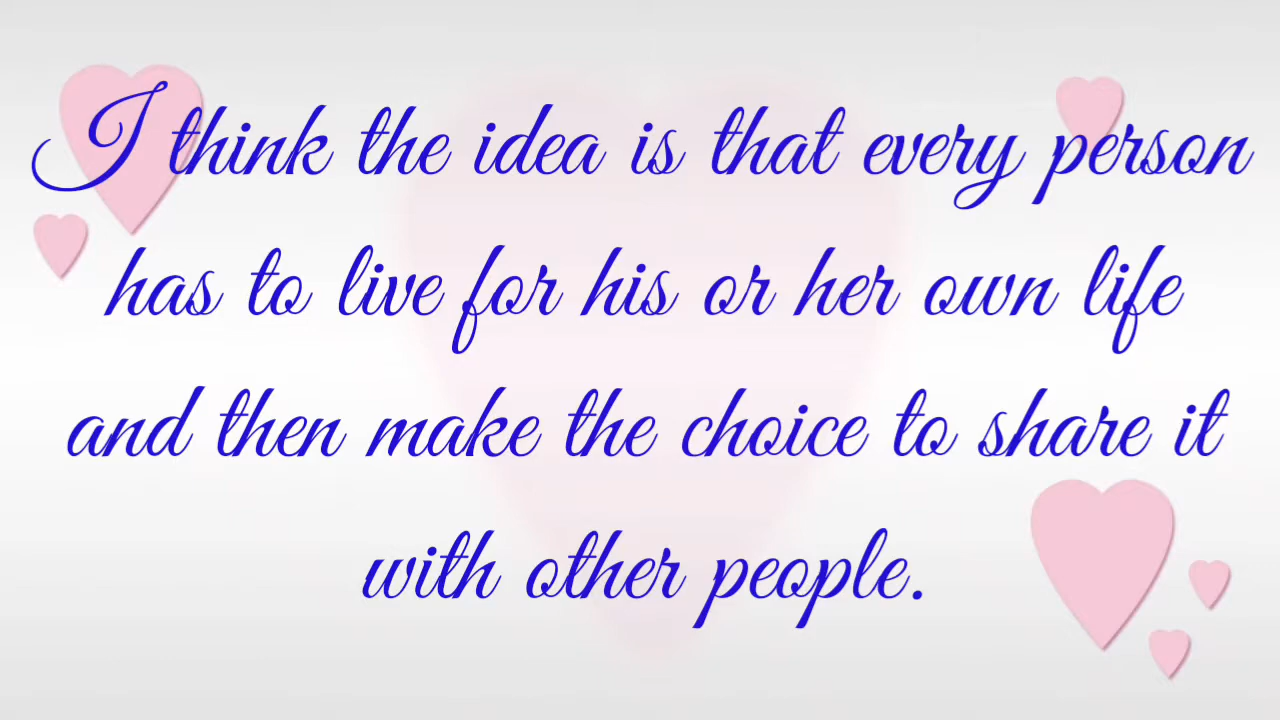 I think the idea is that every person
has to live for his or her own life
and then make the choice to share it
with other people.